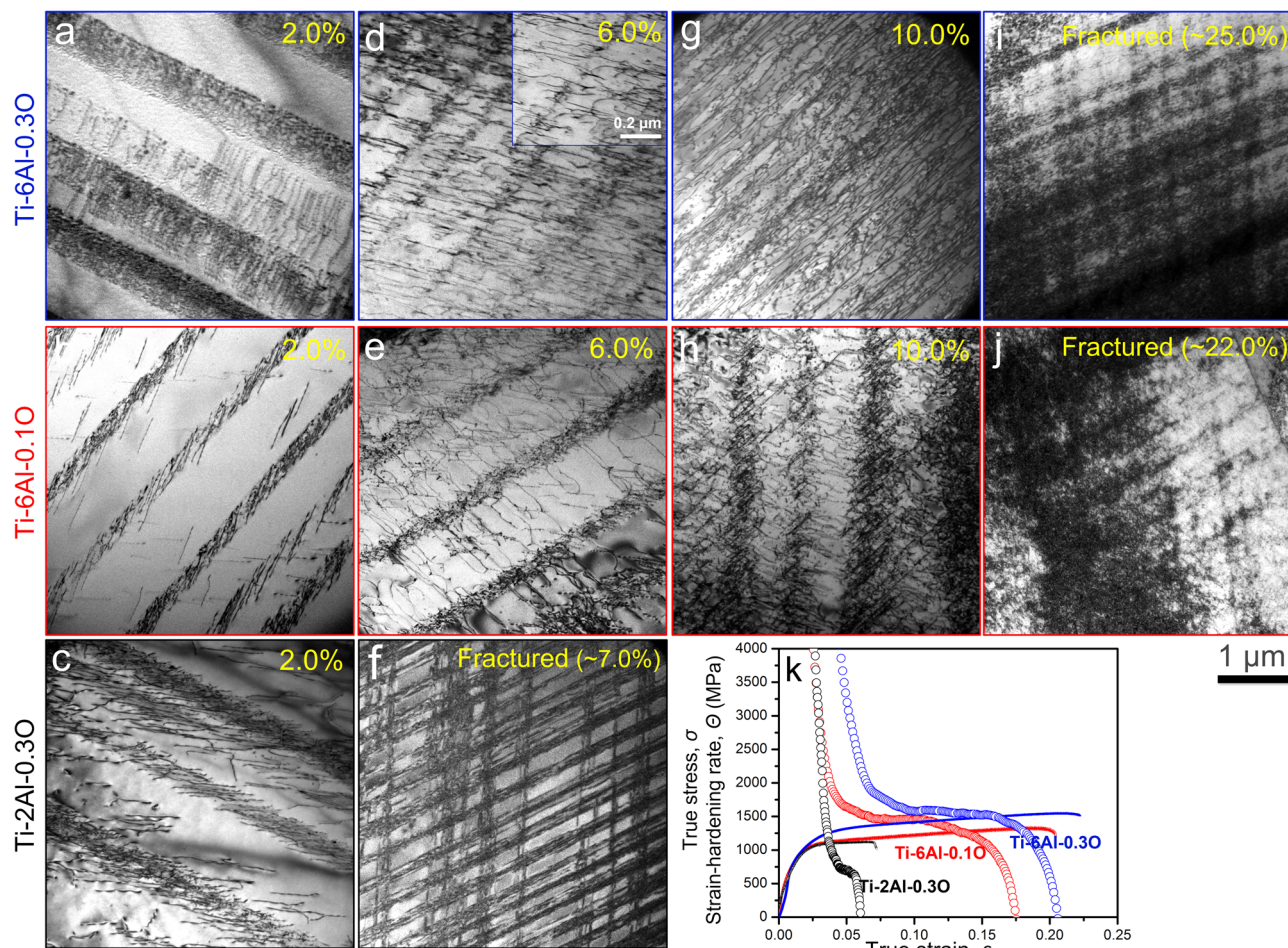 a
2.0%
d
6.0%
0.2 µm
g
10.0%
i
Fractured (~25.0%)
Ti-6Al-0.3O
2.0%
e
6.0%
h
10.0%
j
Fractured (~22.0%)
Ti-6Al-0.1O
c
2.0%
f
Fractured (~7.0%)
Ti-2Al-0.3O
k
1 µm
True stress, σ
Strain-hardening rate, Θ (MPa)
4000
3500
3000
2500
2000
1500
1000
500
0
Ti-6Al-0.3O
Ti-6Al-0.1O
Ti-2Al-0.3O
0.00
0.05
0.10
0.15
0.20
0.25
True strain,